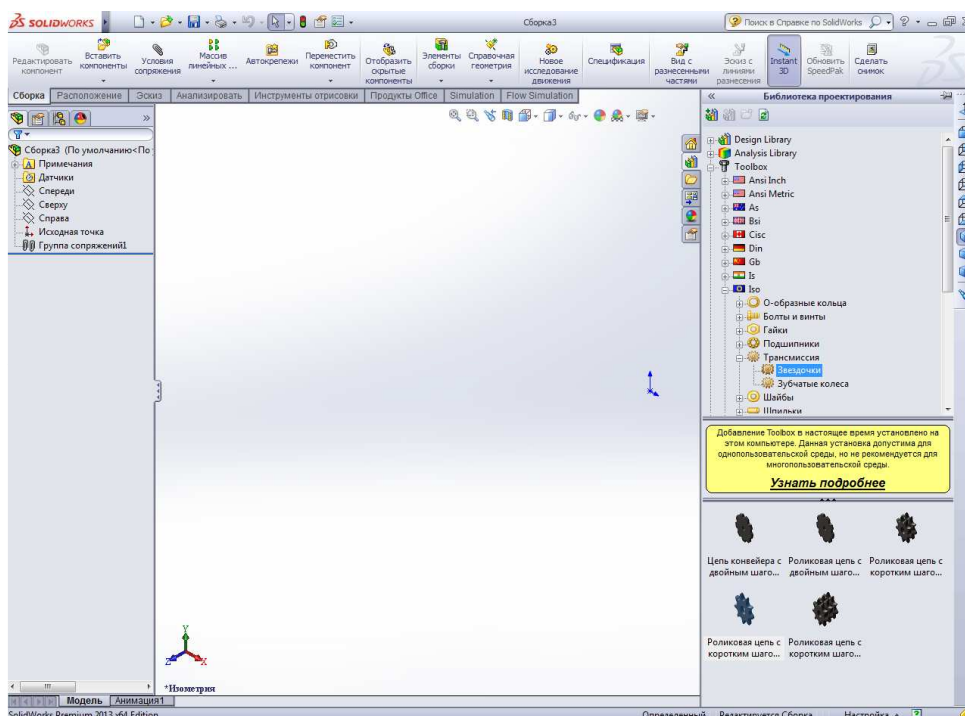 SOLIDWORKS
Сборка3
Поиск в Справке по SolidWorks
Редактировать компонент
Вставить компоненты
Условия сопряжения
Массив линейных ...
Автокрепежи
Переместить компонент
Отобразить скрытые компоненты
Элементы сборки
Справочная геометрия
Новое исследование движения
Спецификация
Вид с разнесенными частями
Эскиз с линиями разнесения
Instant 3D
Обновить SpeedPak
Сделать снимок
Сборка
Расположение
Эскиз
Анализировать
Инструменты отрисовки
Продукты Office
Simulation
Flow Simulation
Сборка3 (По умолчанию<По
Примечания
Датчики
Спереди
Сверху
Справа
Исходная точка
Группа сопряжений1
Y
Z
X
*Изометрия
Библиотека проектирования
Design Library
Analysis Library
Toolbox
Ansi Inch
Ansi Metric
As
Bsi
Cisc
Din
Gb
Is
Iso
О-образные кольца
Болты и винты
Гайки
Подшипники
Трансмиссия
Звездочки
Зубчатые колеса
Шайбы
Шпильки
Добавление Toolbox в настоящее время установлено на
этом компьютере. Данная установка допустима для
однопользовательской среды, но не рекомендуется для
многопользовательской среды.
Узнать подробнее
Цепь конвейера с двойным шаго...
Роликовая цепь с двойным шаго...
Роликовая цепь с коротким шаго...
Роликовая цепь с коротким шаго...
Роликовая цепь с коротким шаго...
Модель
Анимация1
SolidWorks Premium 2013 x64 Edition
Определенный
Редактируется Сборка
Настройка